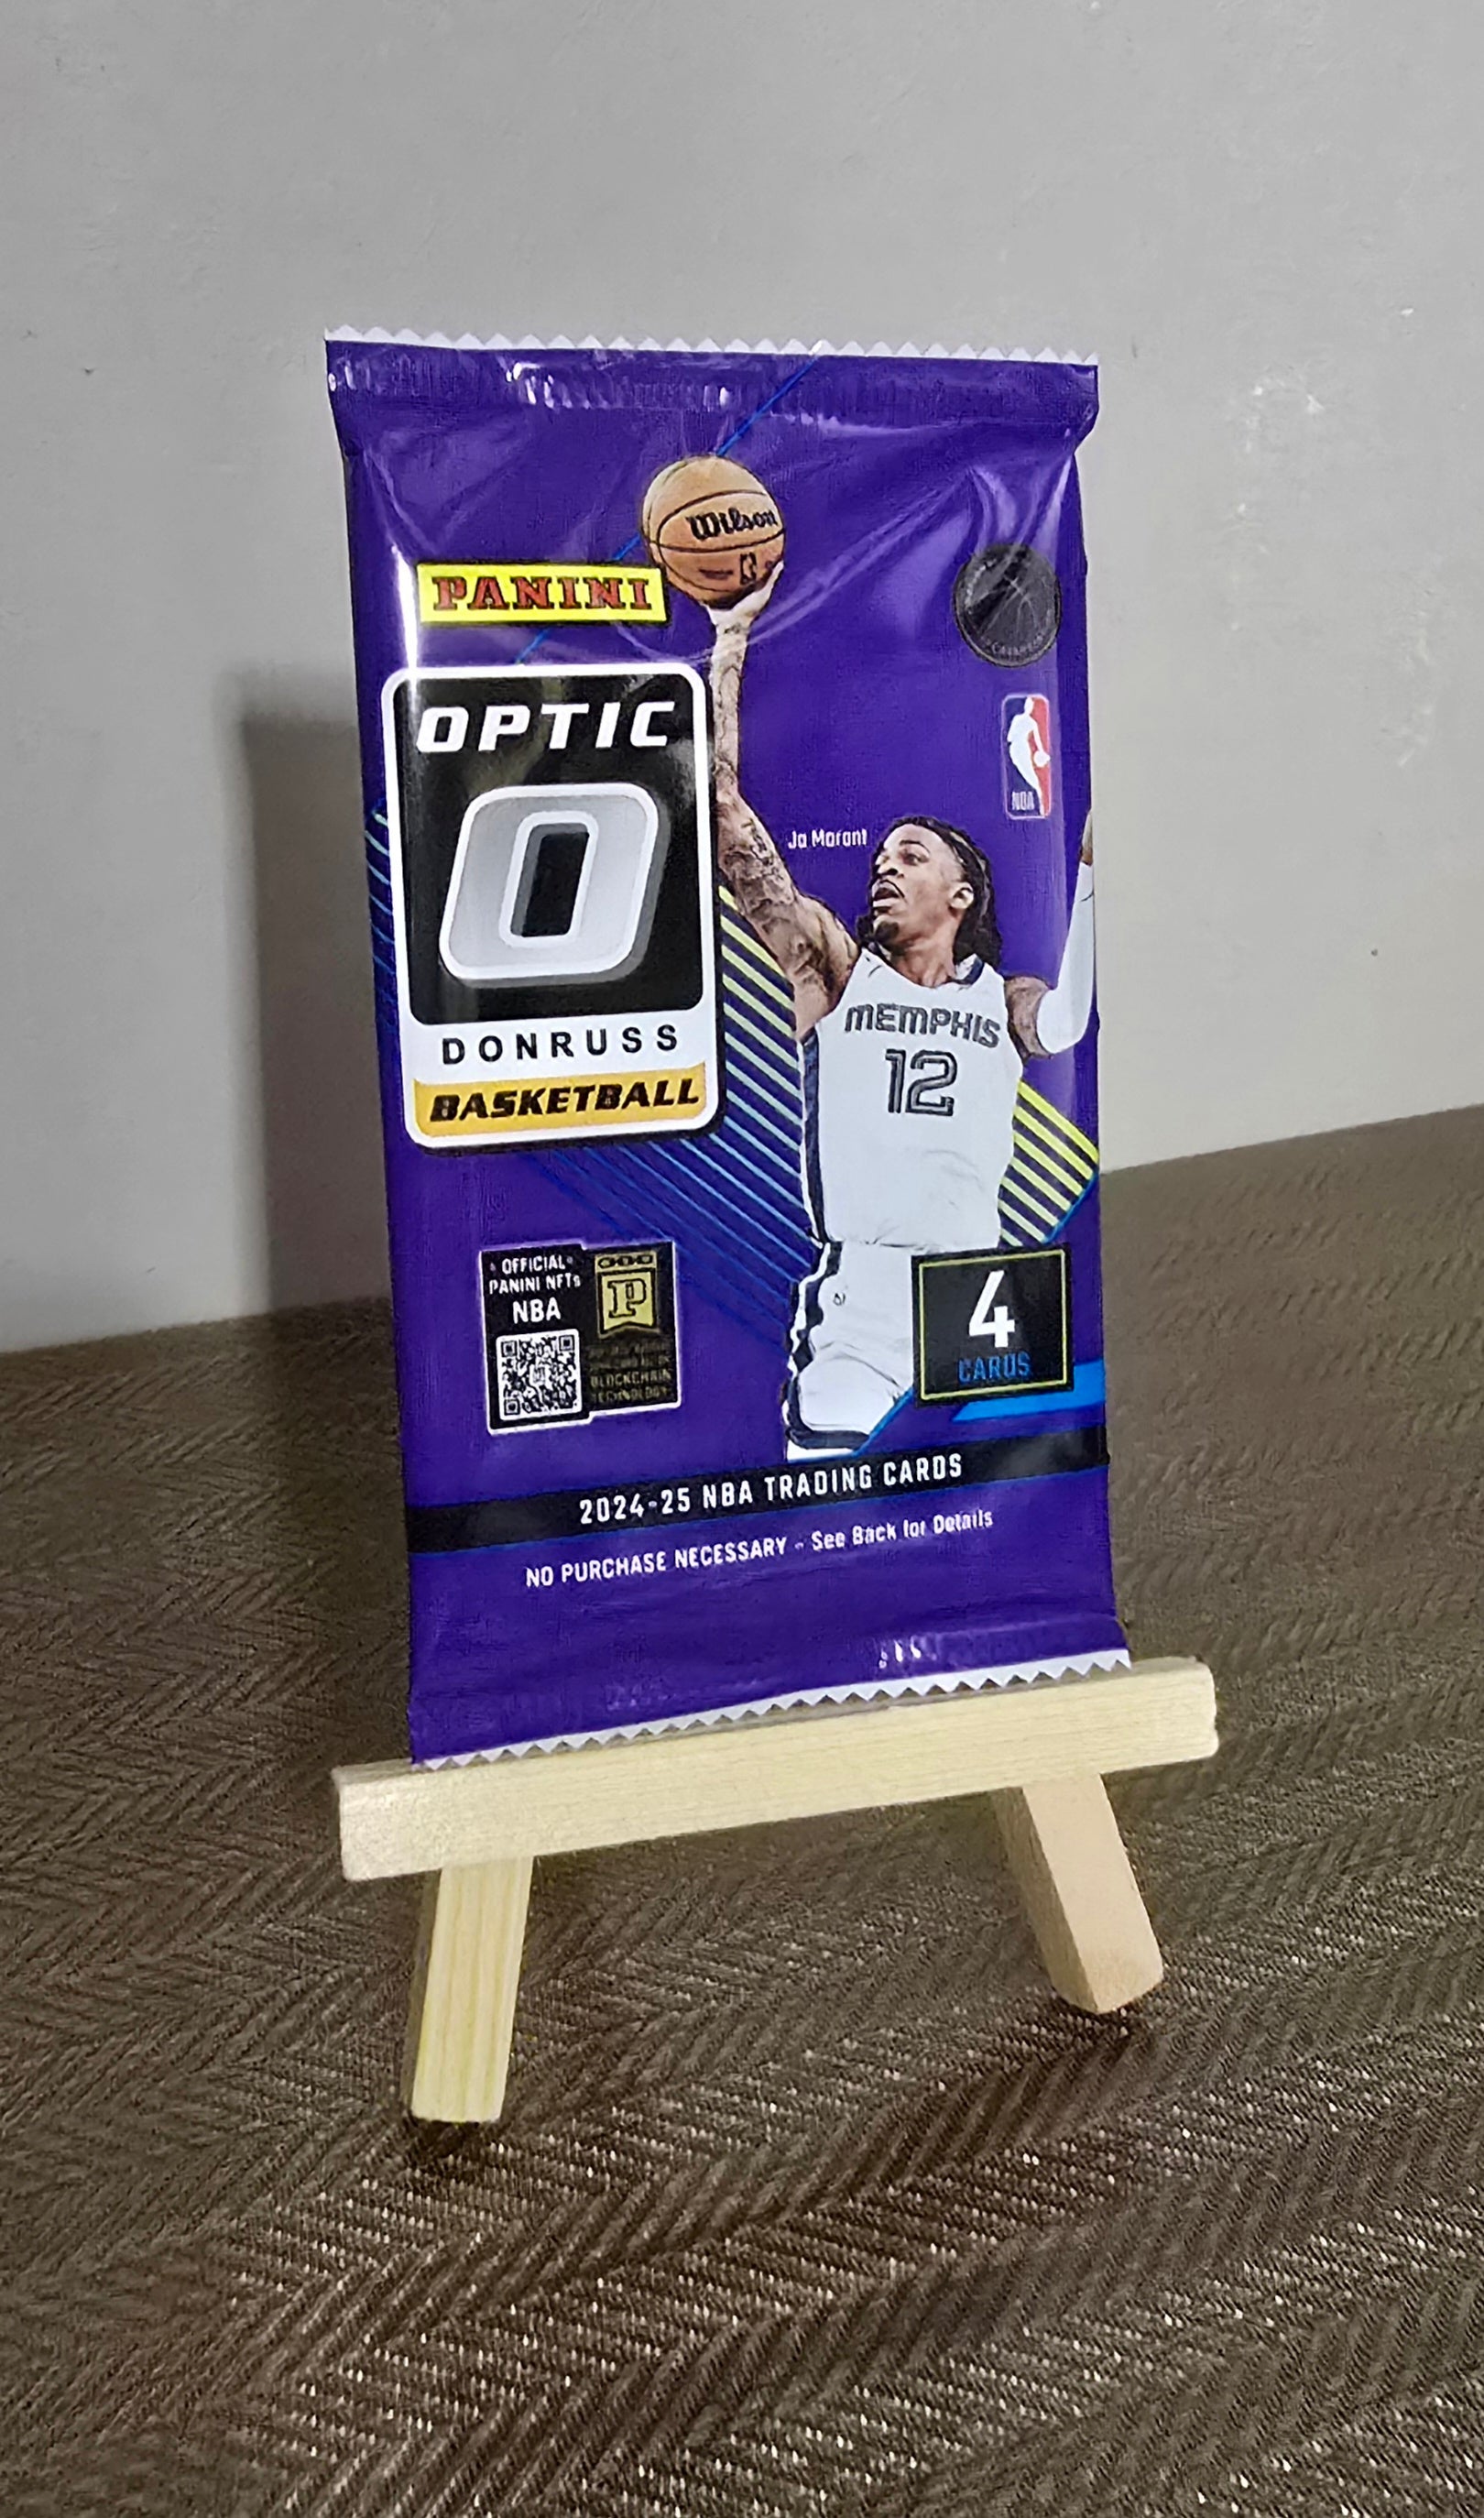 Wilson
PANINI
OPTIC
O
DONRUSS
BASKETBALL
NBA
Ja Morant
MEMPHIS
12
OFFICIAL
PANINI NFTs
NBA
P
BLOCKCHAIN
TECHNOLOGY
4
CARDS
2024-25 NBA TRADING CARDS
NO PURCHASE NECESSARY - See Back for Details